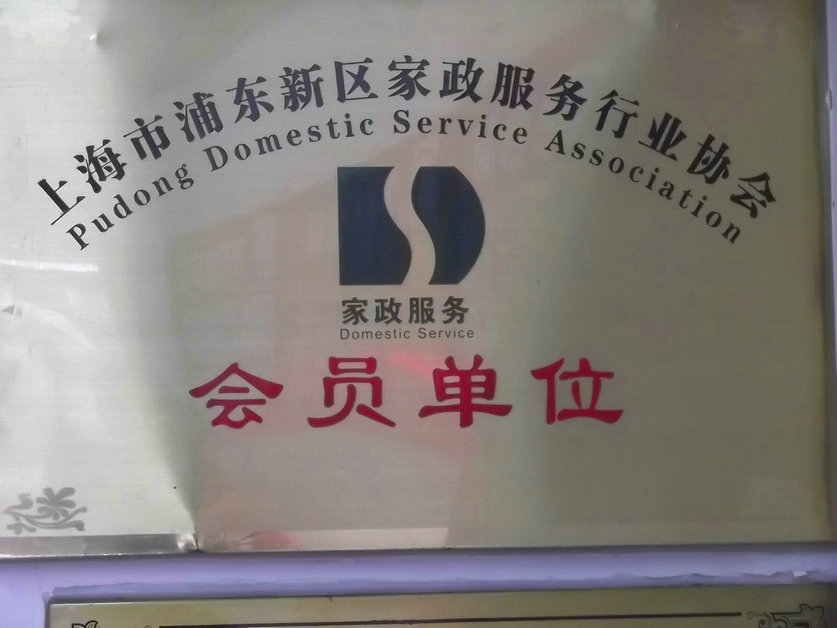 上海市浦东新区家政服务行业协会
Pudong Domestic Service Association
家政服务
Domestic Service
会员单位